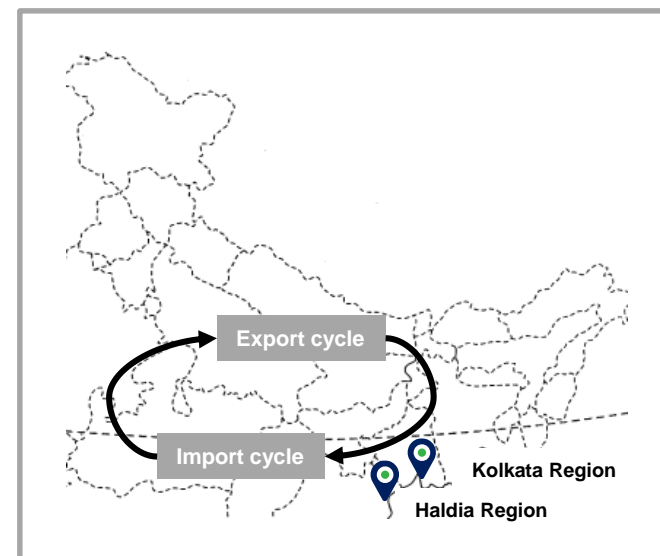 Export cycle
Import cycle
Kolkata Region
Haldia Region